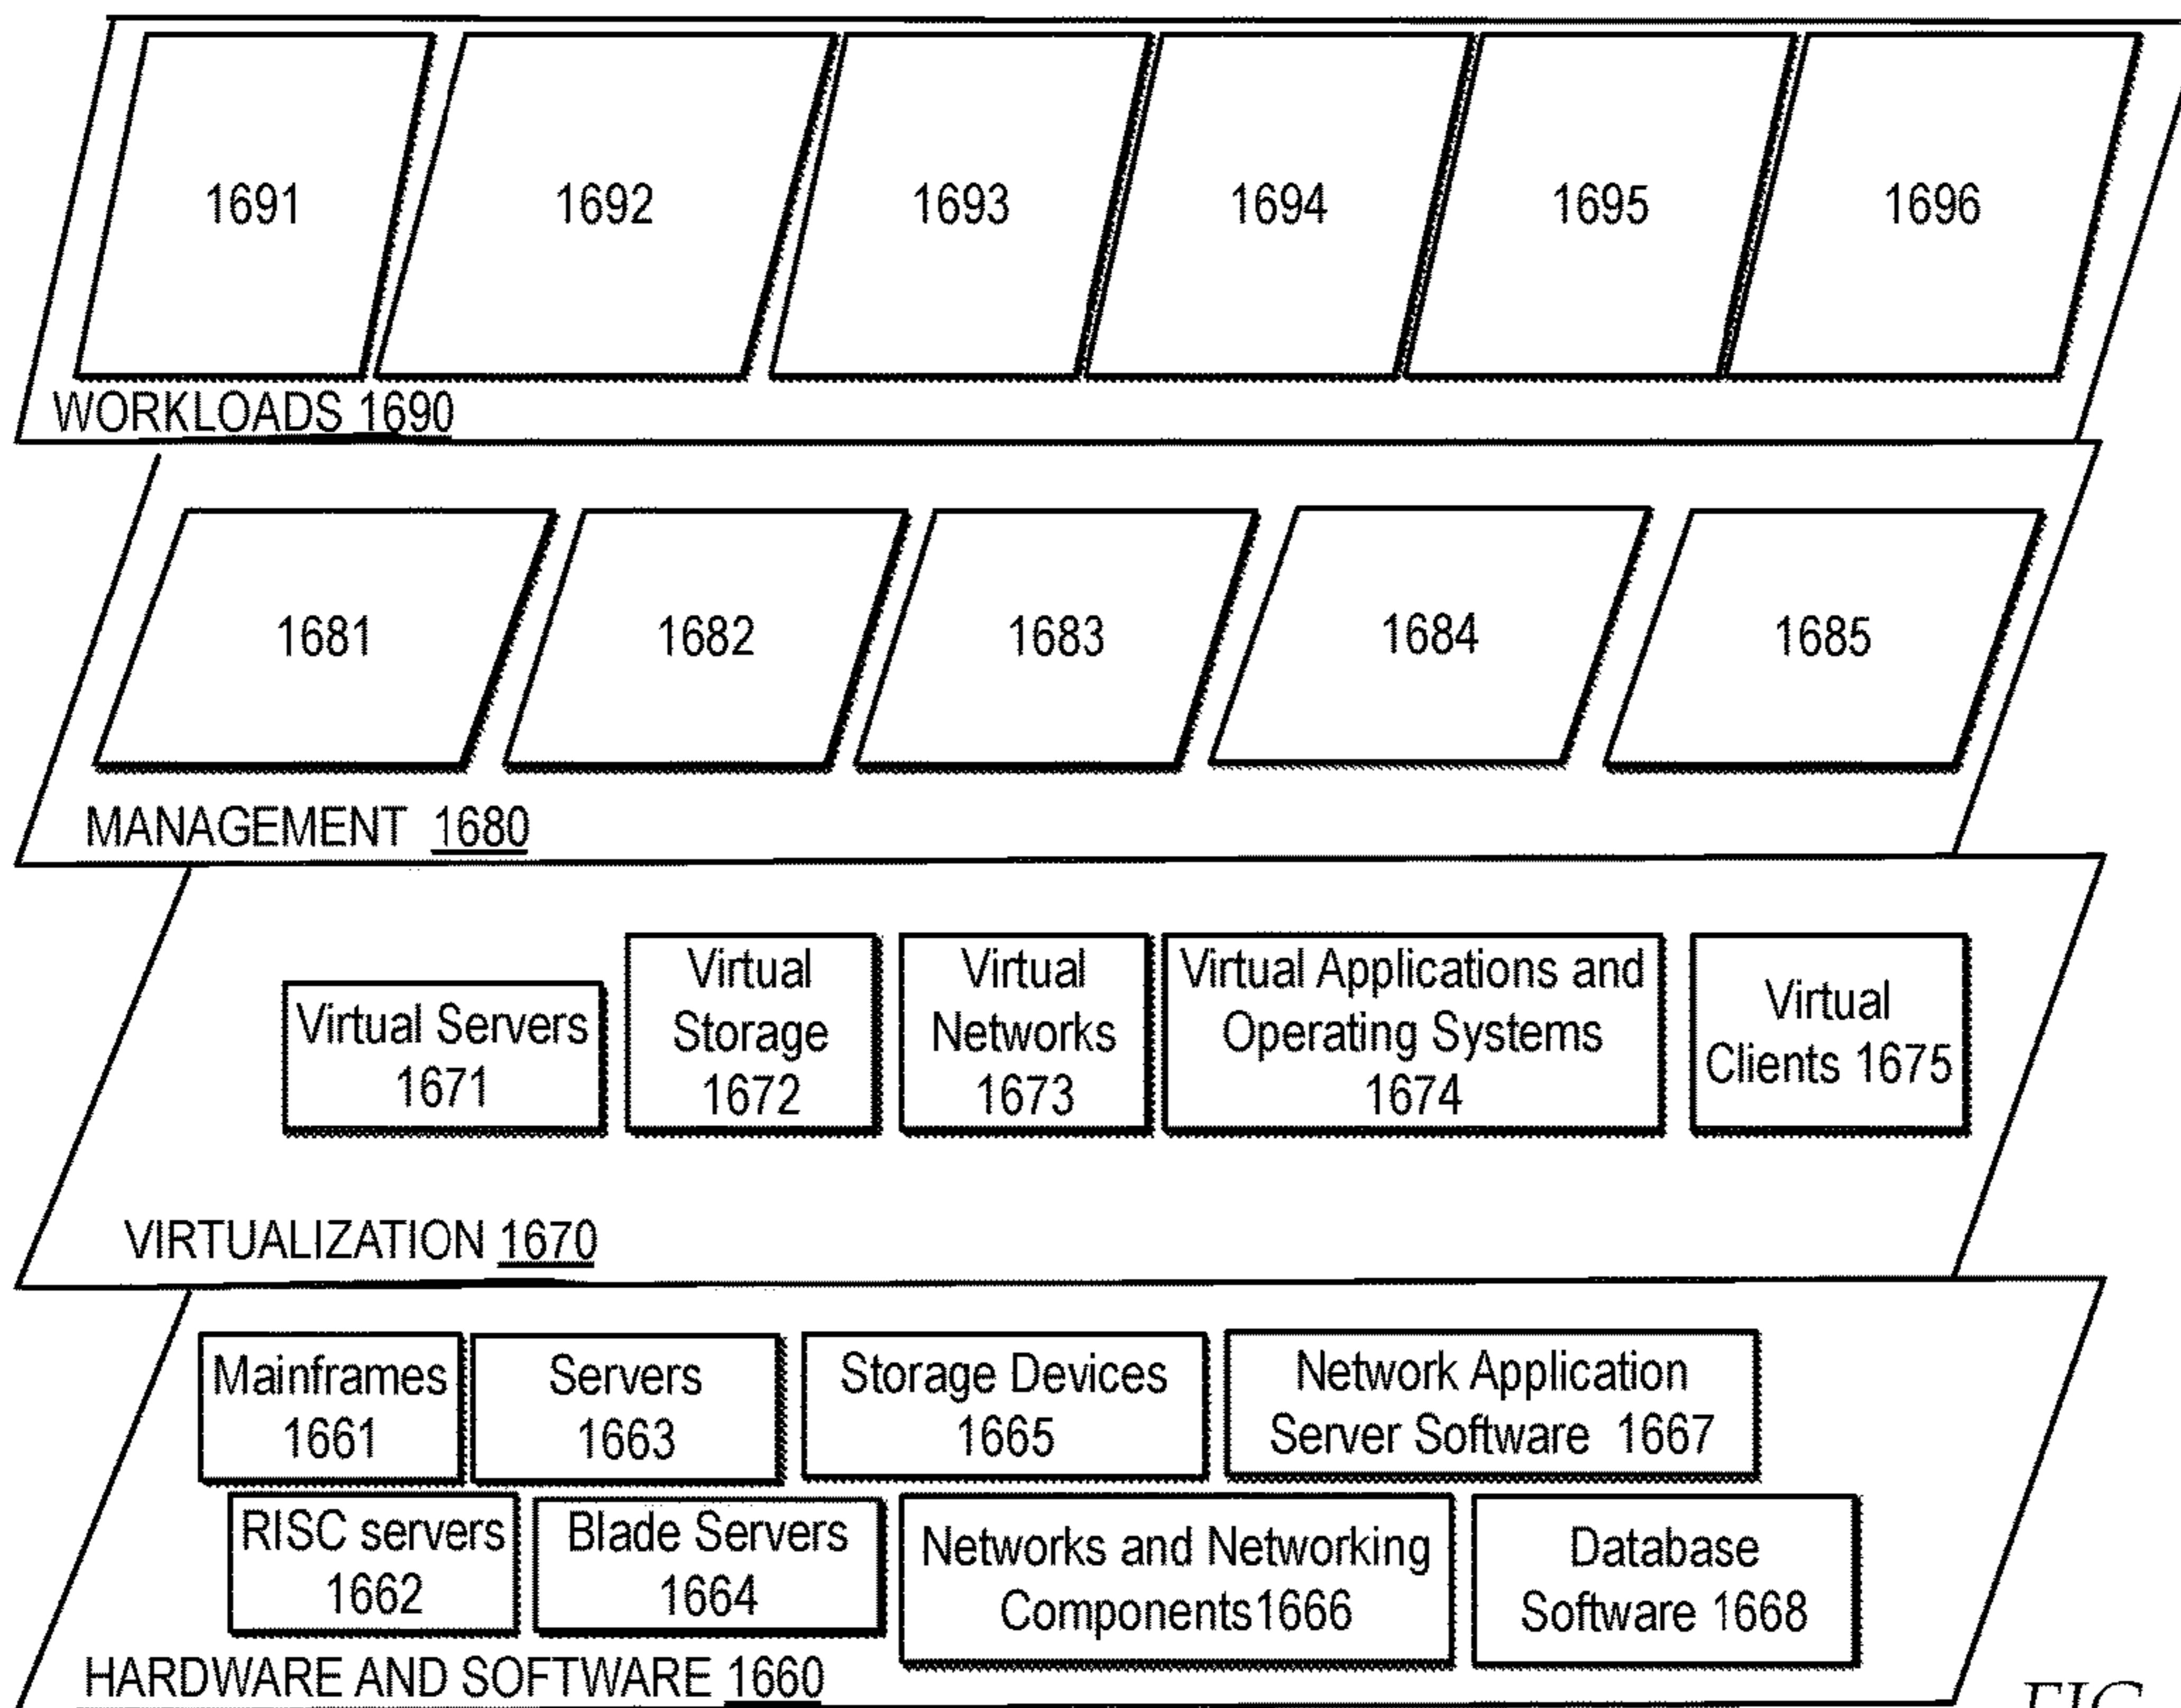 1691 1692 1693 1694 1695 1696
WORKLOADS 1690
1681 1682 1683 1684 1685
MANAGEMENT 1680
Virtual Servers
1671
Virtual
Storage
1672
Virtual
Networks
1673
Virtual Applications and
Operating Systems
1674
Virtual
Clients 1675
VIRTUALIZATION 1670
Mainframes
1661
Servers
1663
Storage Devices
1665
Network Application
Server Software 1667
RISC servers
1662
Blade Servers
1664
Networks and Networking
Components1666
Database
Software 1668
HARDWARE AND SOFTWARE 1660
FIG